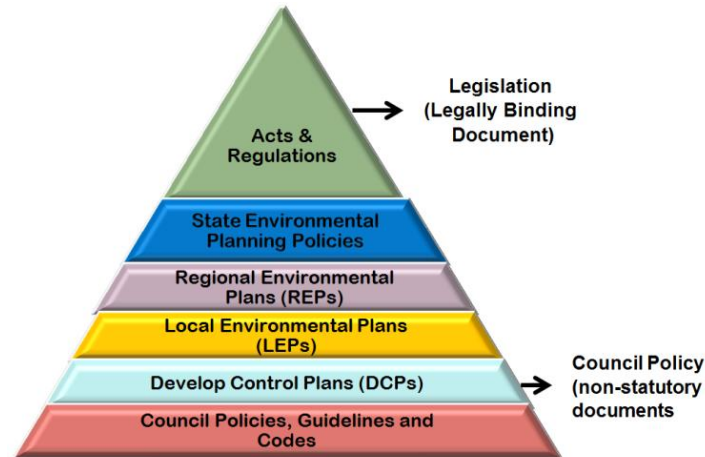 Acts &
Regulations
Legislation
(Legally Binding
Document)
State Environmental
Planning Policies
Regional Environmental
Plans (REPs)
Local Environmental Plans
(LEPs)
Develop Control Plans (DCPs)
Council Policy
(non-statutory
documents
Council Policies, Guidelines and
Codes